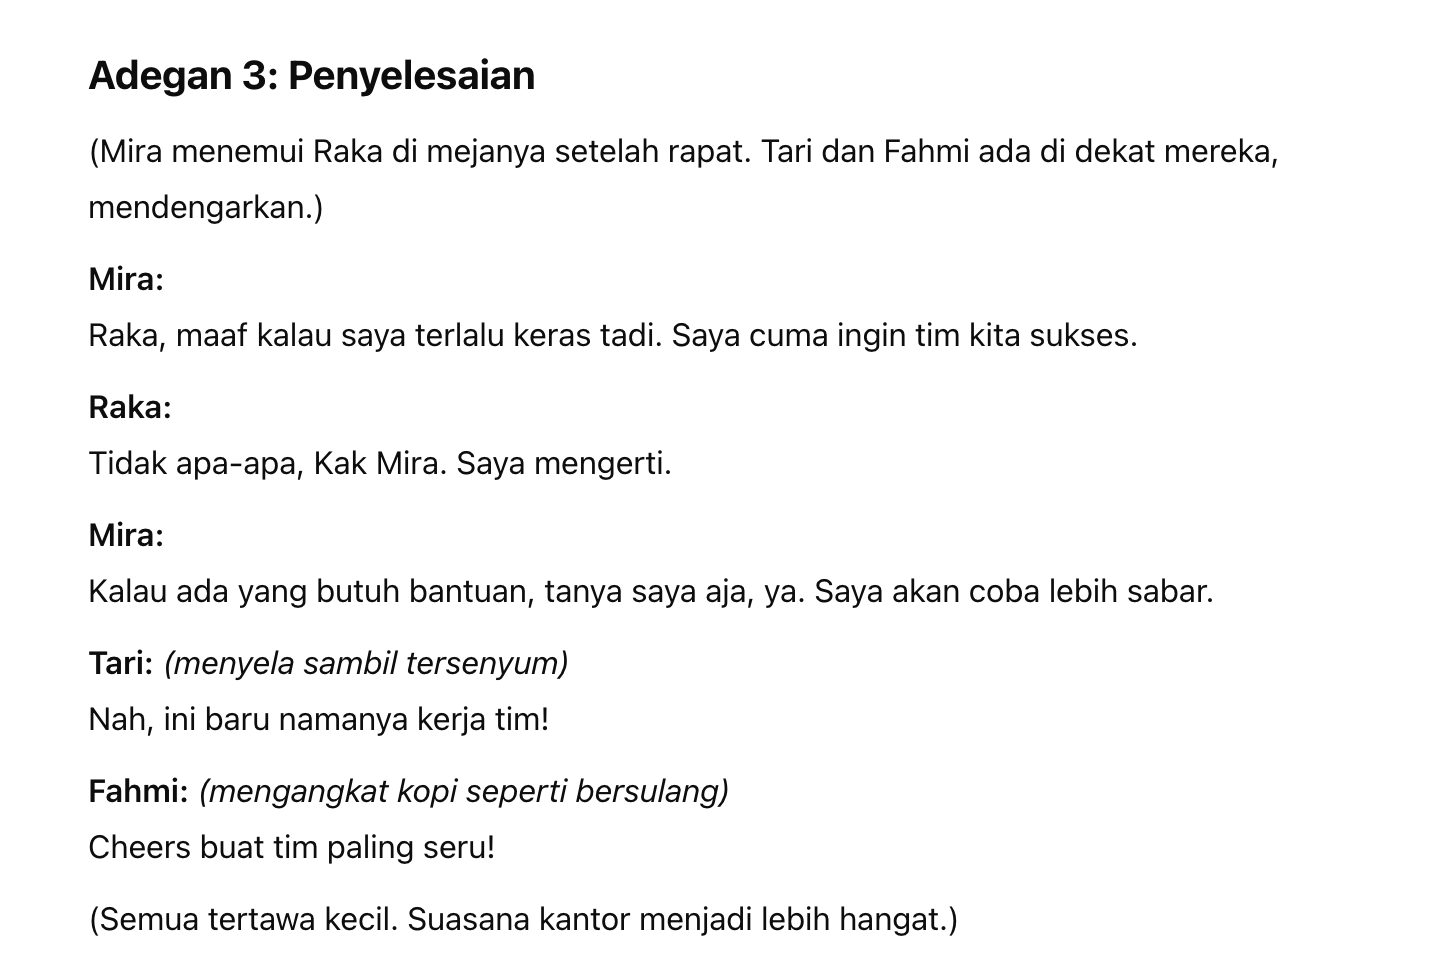 Adegan 3: Penyelesaian
(Mira menemui Raka di mejanya setelah rapat. Tari dan Fahmi ada di dekat mereka,
mendengarkan.)
Mira:
Raka, maaf kalau saya terlalu keras tadi. Saya cuma ingin tim kita sukses.
Raka:
Tidak apa-apa, Kak Mira. Saya mengerti.
Mira:
Kalau ada yang butuh bantuan, tanya saya aja, ya. Saya akan coba lebih sabar.
Tari: (menyela sambil tersenyum)
Nah, ini baru namanya kerja tim!
Fahmi: (mengangkat kopi seperti bersulang)
Cheers buat tim paling seru!
(Semua tertawa kecil. Suasana kantor menjadi lebih hangat.)